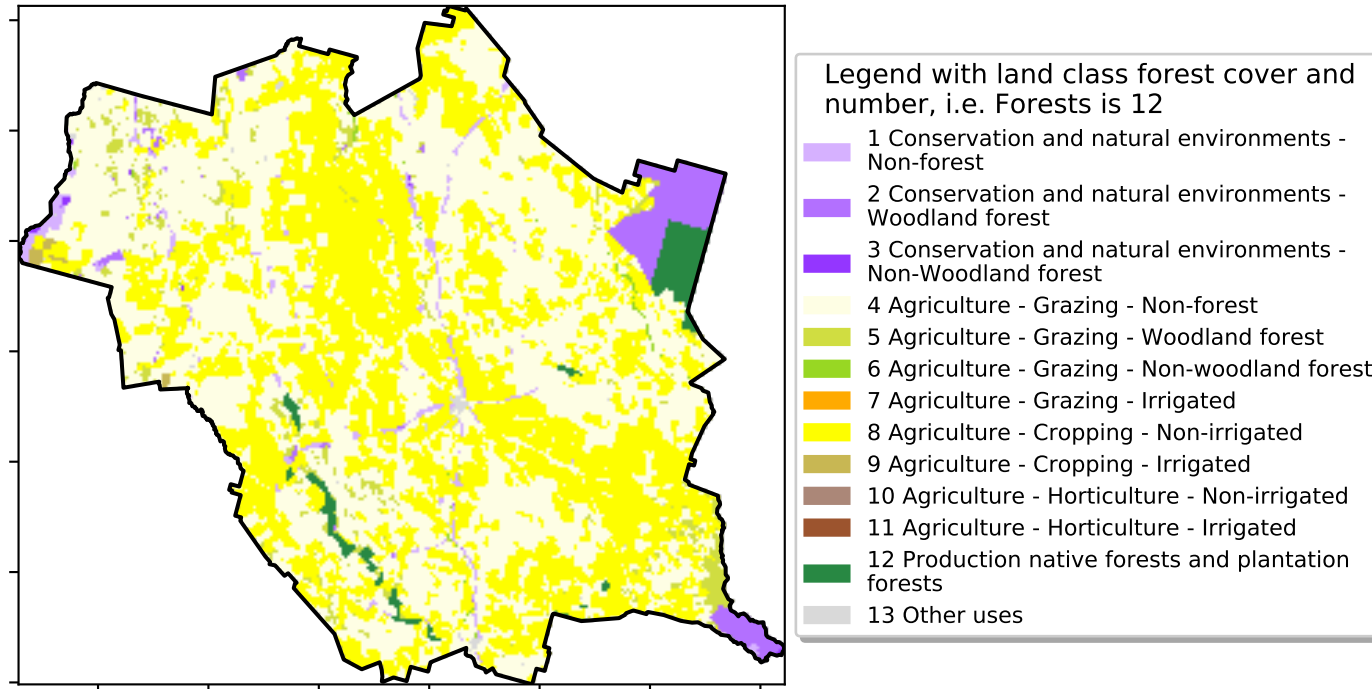 Legend with land class forest cover and
number, i.e. Forests is 12
1 Conservation and natural environments -
Non-forest
2 Conservation and natural environments -
Woodland forest
3 Conservation and natural environments -
Non-Woodland forest
4 Agriculture - Grazing - Non-forest
5 Agriculture - Grazing - Woodland forest
6 Agriculture - Grazing - Non-woodland forest
7 Agriculture - Grazing - Irrigated
8 Agriculture - Cropping - Non-irrigated
9 Agriculture - Cropping - Irrigated
10 Agriculture - Horticulture - Non-irrigated
11 Agriculture - Horticulture - Irrigated
12 Production native forests and plantation
forests
13 Other uses